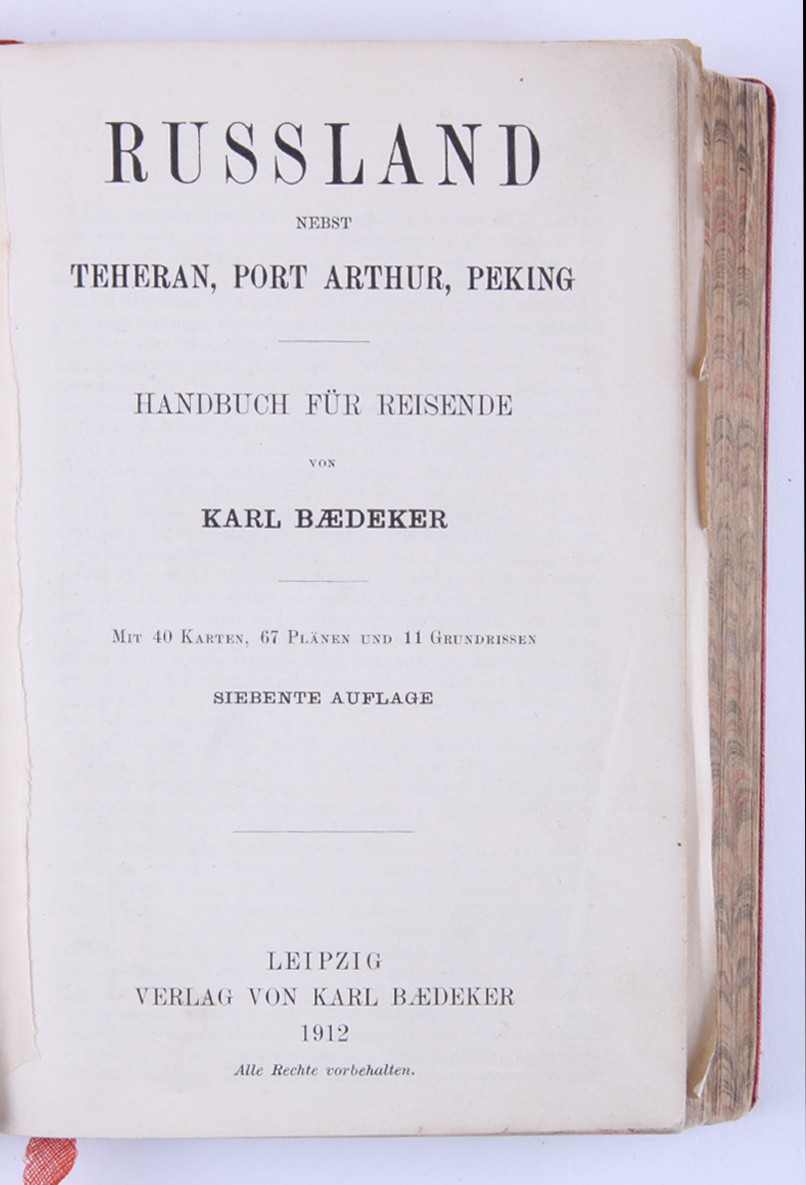 RUSSLAND
NEBST
TEHERAN, PORT ARTHUR, PEKING
HANDBUCH FÜR REISENDE
VON
KARL BÆDEKER
MIT 40 KARTEN, 67 PLÄNEN UND 11 GRUNDRISSEN
SIEBENTE AUFLAGE
LEIPZIG
VERLAG VON KARL BÆDEKER
1912
Alle Rechte vorbehalten.